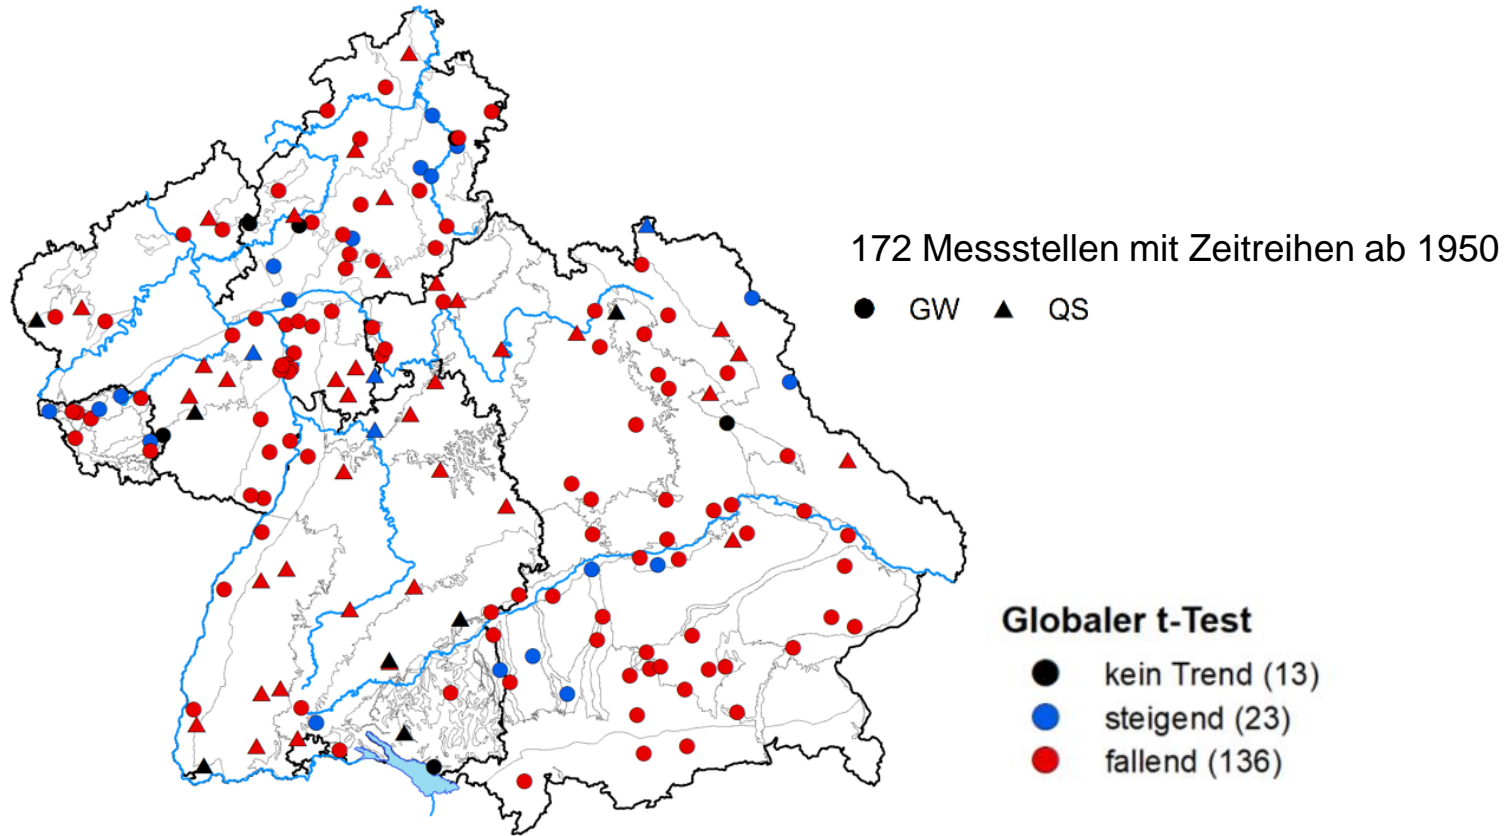 172 Messstellen mit Zeitreihen ab 1950
GW QS
Globaler t-Test
kein Trend (13)
steigend (23)
fallend (136)